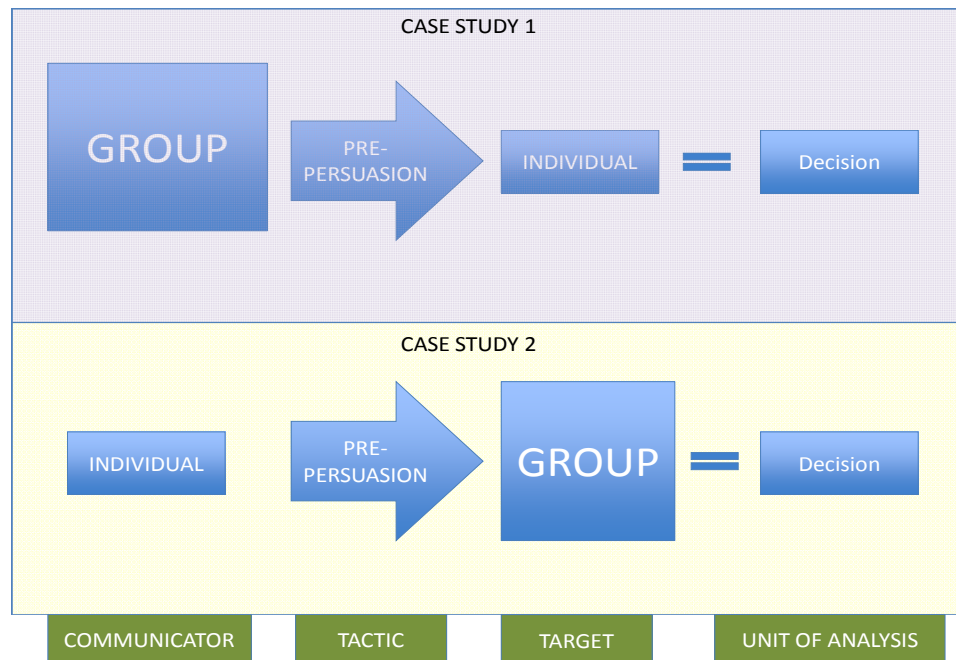 CASE STUDY 1
GROUP
PRE-
PERSUASION
INDIVIDUAL
Decision
CASE STUDY 2
INDIVIDUAL
PRE-
PERSUASION
GROUP
Decision
COMMUNICATOR
TACTIC
TARGET
UNIT OF ANALYSIS